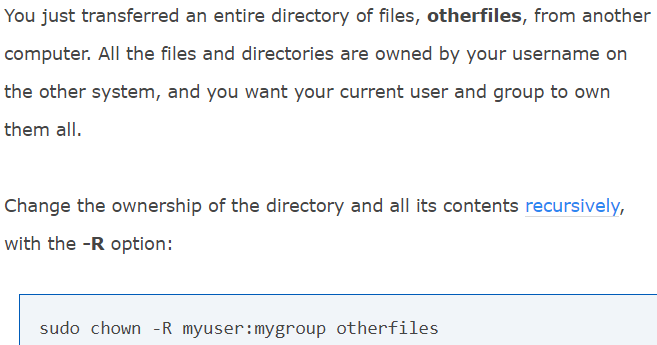 You just transferred an entire directory of files, otherfiles, from another
computer. All the files and directories are owned by your username on
the other system, and you want your current user and group to own
them all.
Change the ownership of the directory and all its contents recursively,
with the -R option:
sudo chown -R myuser:mygroup otherfiles